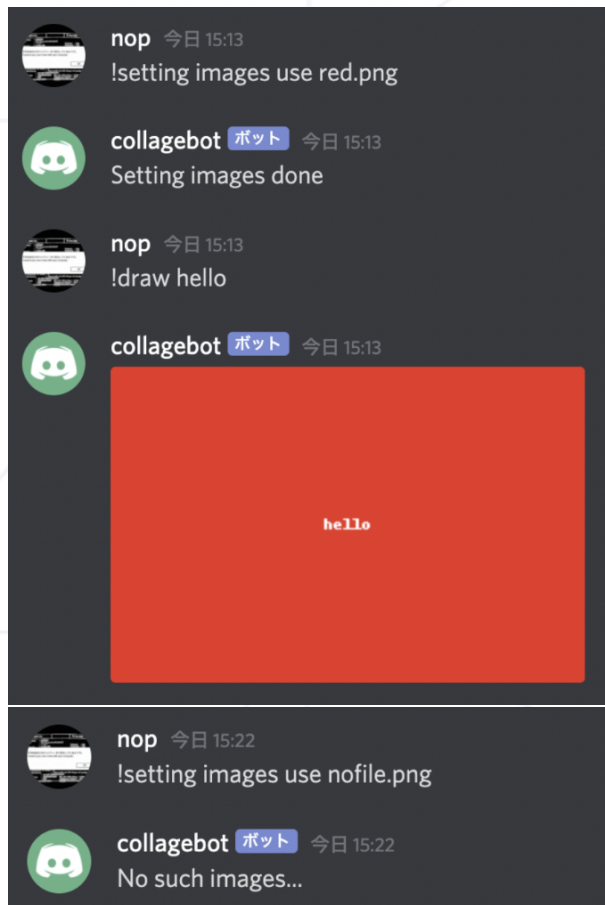 nop 今日 15:13
!setting images use red.png
collagebot ボット 今日 15:13
Setting images done
nop 今日 15:13
!draw hello
collagebot ボット 今日 15:13
hello
nop 今日 15:22
!setting images use nofile.png
collagebot ボット 今日 15:22
No such images...